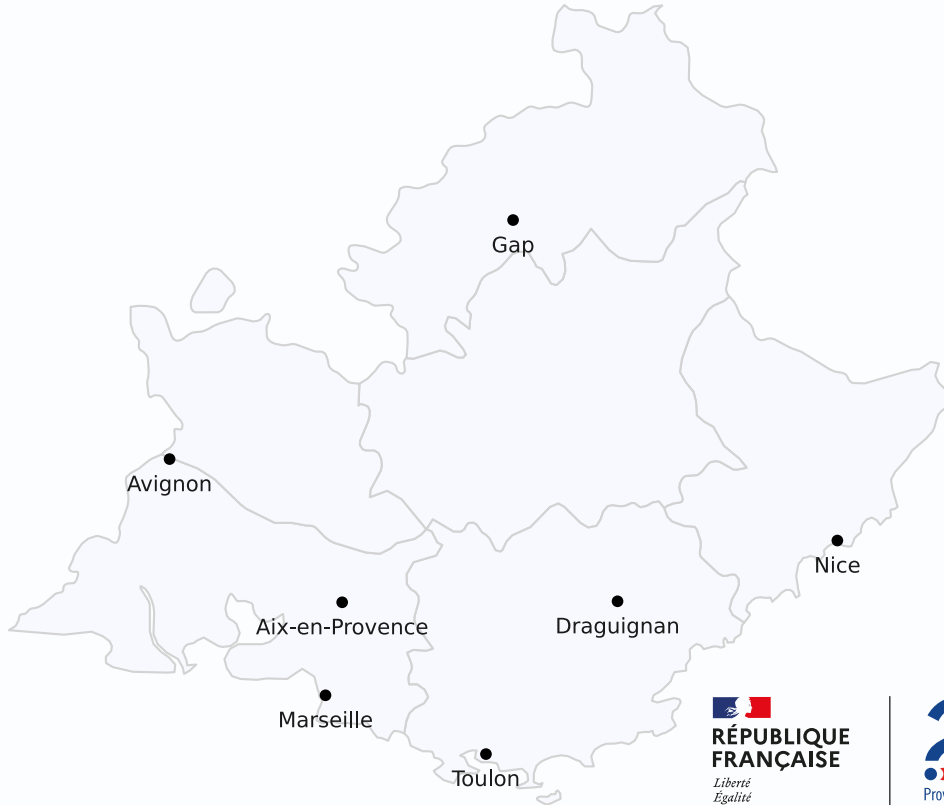 Gap
Avignon
Nice
Aix-en-Provence
Draguignan
Marseille
Toulon
RÉPUBLIQUE
FRANÇAISE
Liberté
Égalité